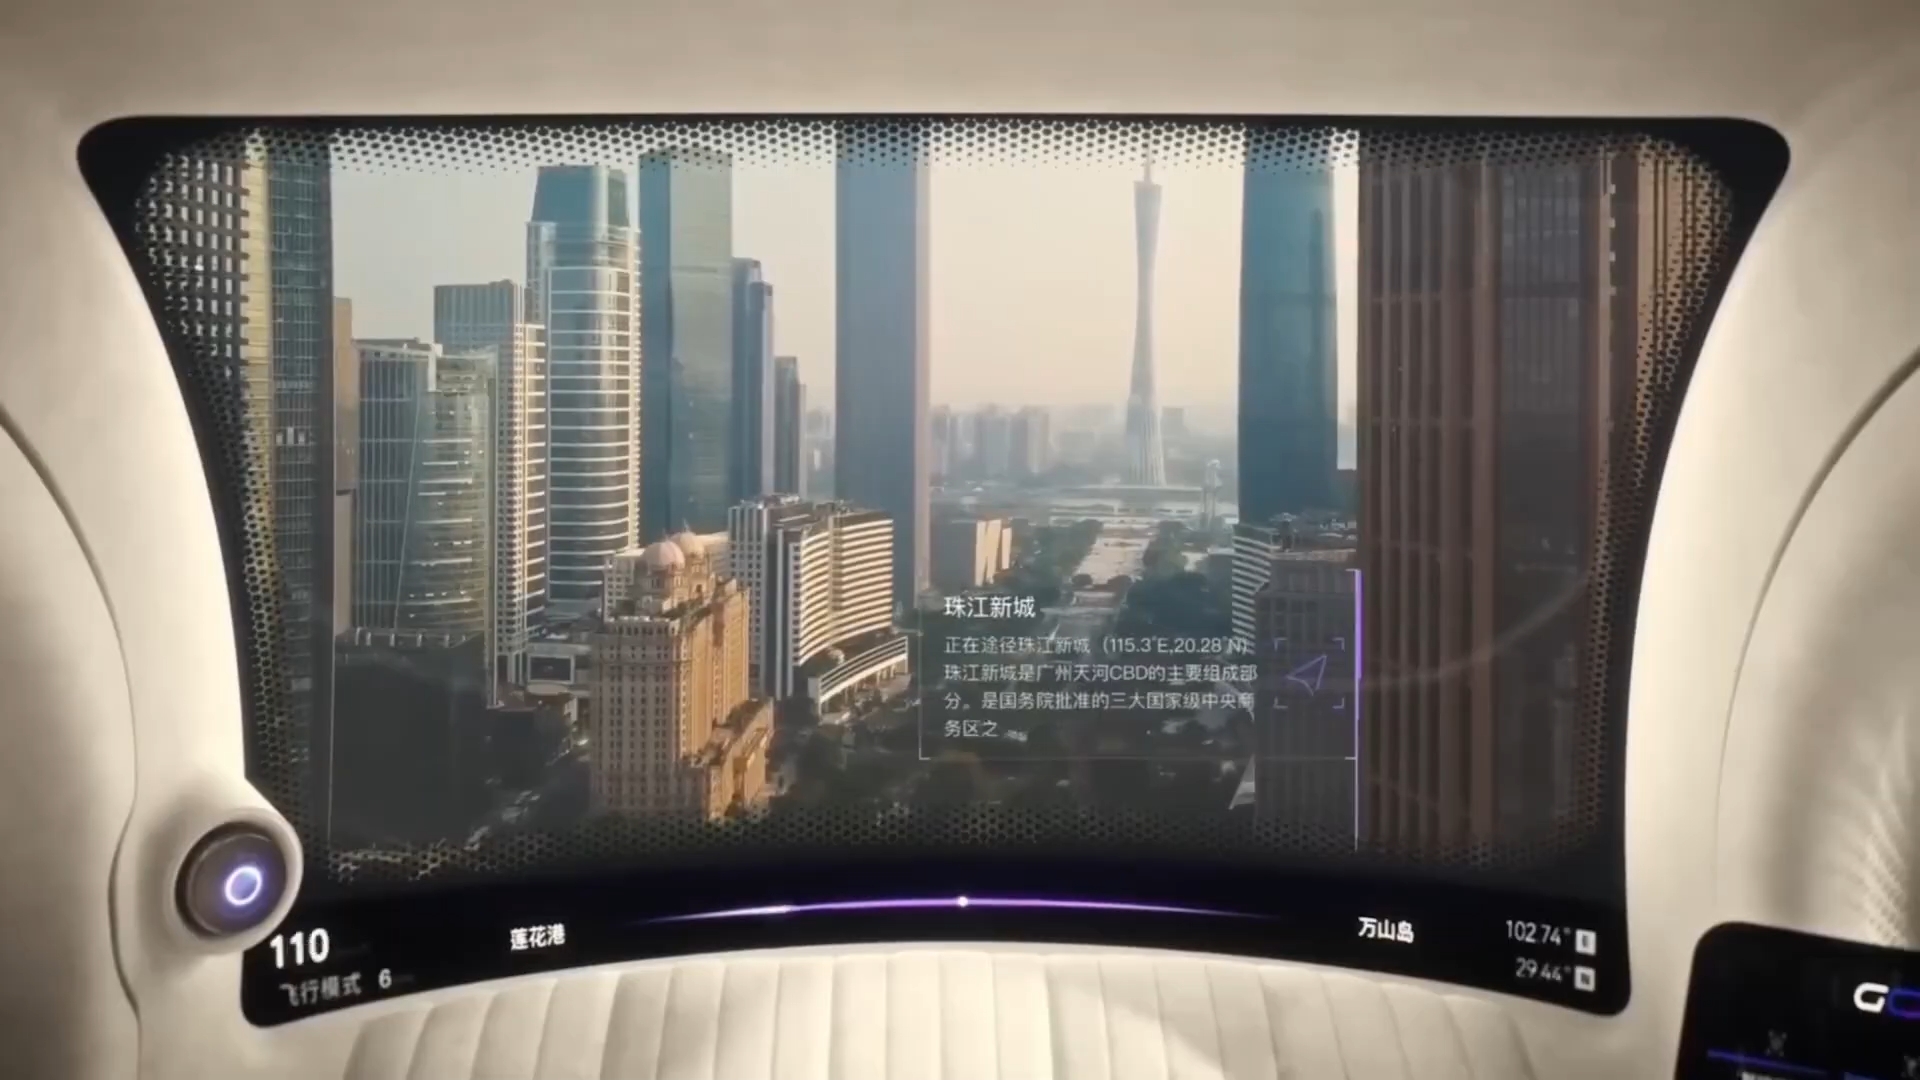 珠江新城
正在途径珠江新城（115.3°E,20.28°N)
珠江新城是广州天河CBD的主要组成部
分。是国务院批准的三大国家级中央商
务区之
110
飞行模式 6
莲花港
万山岛
102.74° E
29.44° N